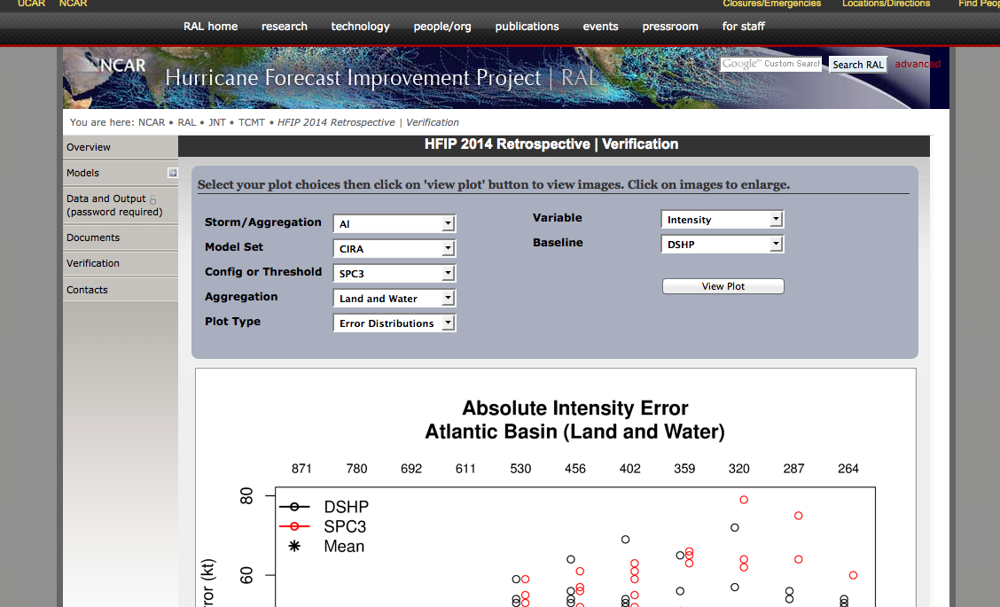 UCAR NCAR Closures/Emergencies Locations/Directions Find Peop
RAL home research technology people/org publications events pressroom for staff
NCAR
Hurricane Forecast Improvement Project | RAL
Google™ Custom Search Search RAL advanced
You are here: NCAR • RAL • JNT • TCMT • HFIP 2014 Retrospective | Verification
Overview
Models
Data and Output
(password required)
Documents
Verification
Contacts
HFIP 2014 Retrospective | Verification
Select your plot choices then click on 'view plot' button to view images. Click on images to enlarge.
Storm/Aggregation Al
Model Set CIRA
Config or Threshold SPC3
Aggregation Land and Water
Plot Type Error Distributions
Variable Intensity
Baseline DSHP
View Plot
Absolute Intensity Error
Atlantic Basin (Land and Water)
871 780 692 611 530 456 402 359 320 287 264
80
60
ror (kt)
DSHP
SPC3
Mean